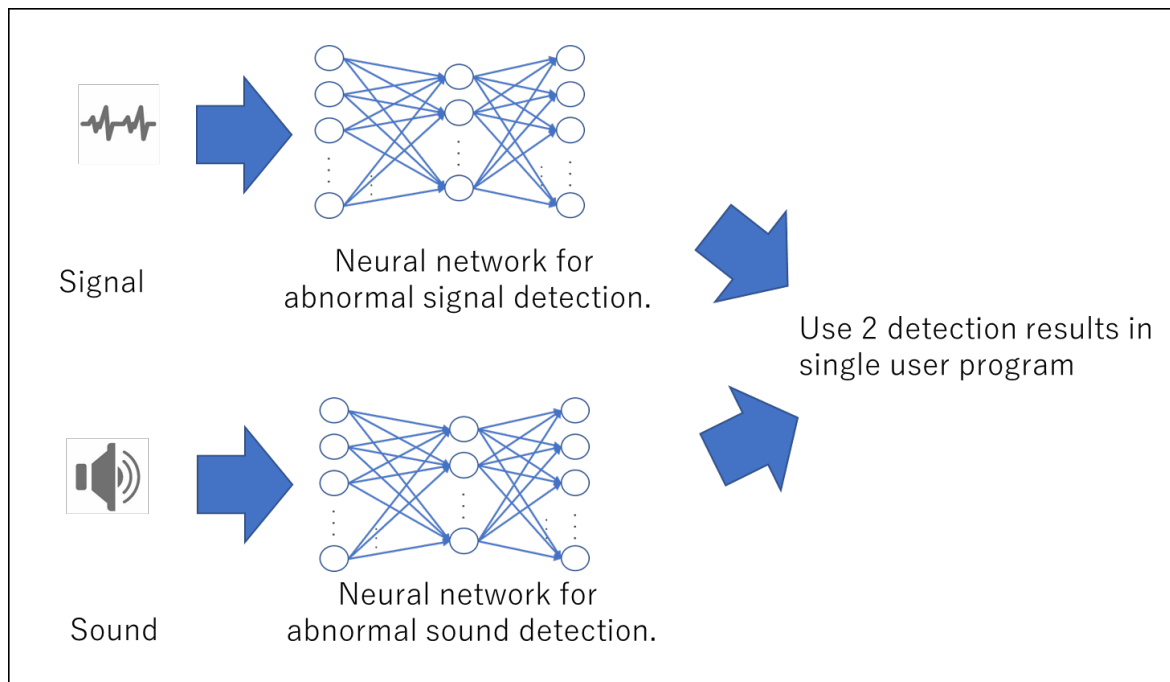 Signal
Neural network for
abnormal signal detection.
Use 2 detection results in
single user program
Sound
Neural network for
abnormal sound detection.